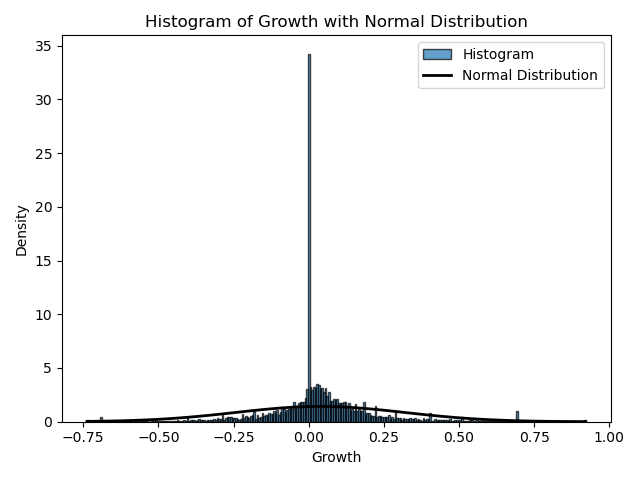 Histogram of Growth with Normal Distribution
Histogram
Normal Distribution
35
30
25
20
15
10
5
0
Density
−0.75 −0.50 −0.25 0.00 0.25 0.50 0.75 1.00
Growth